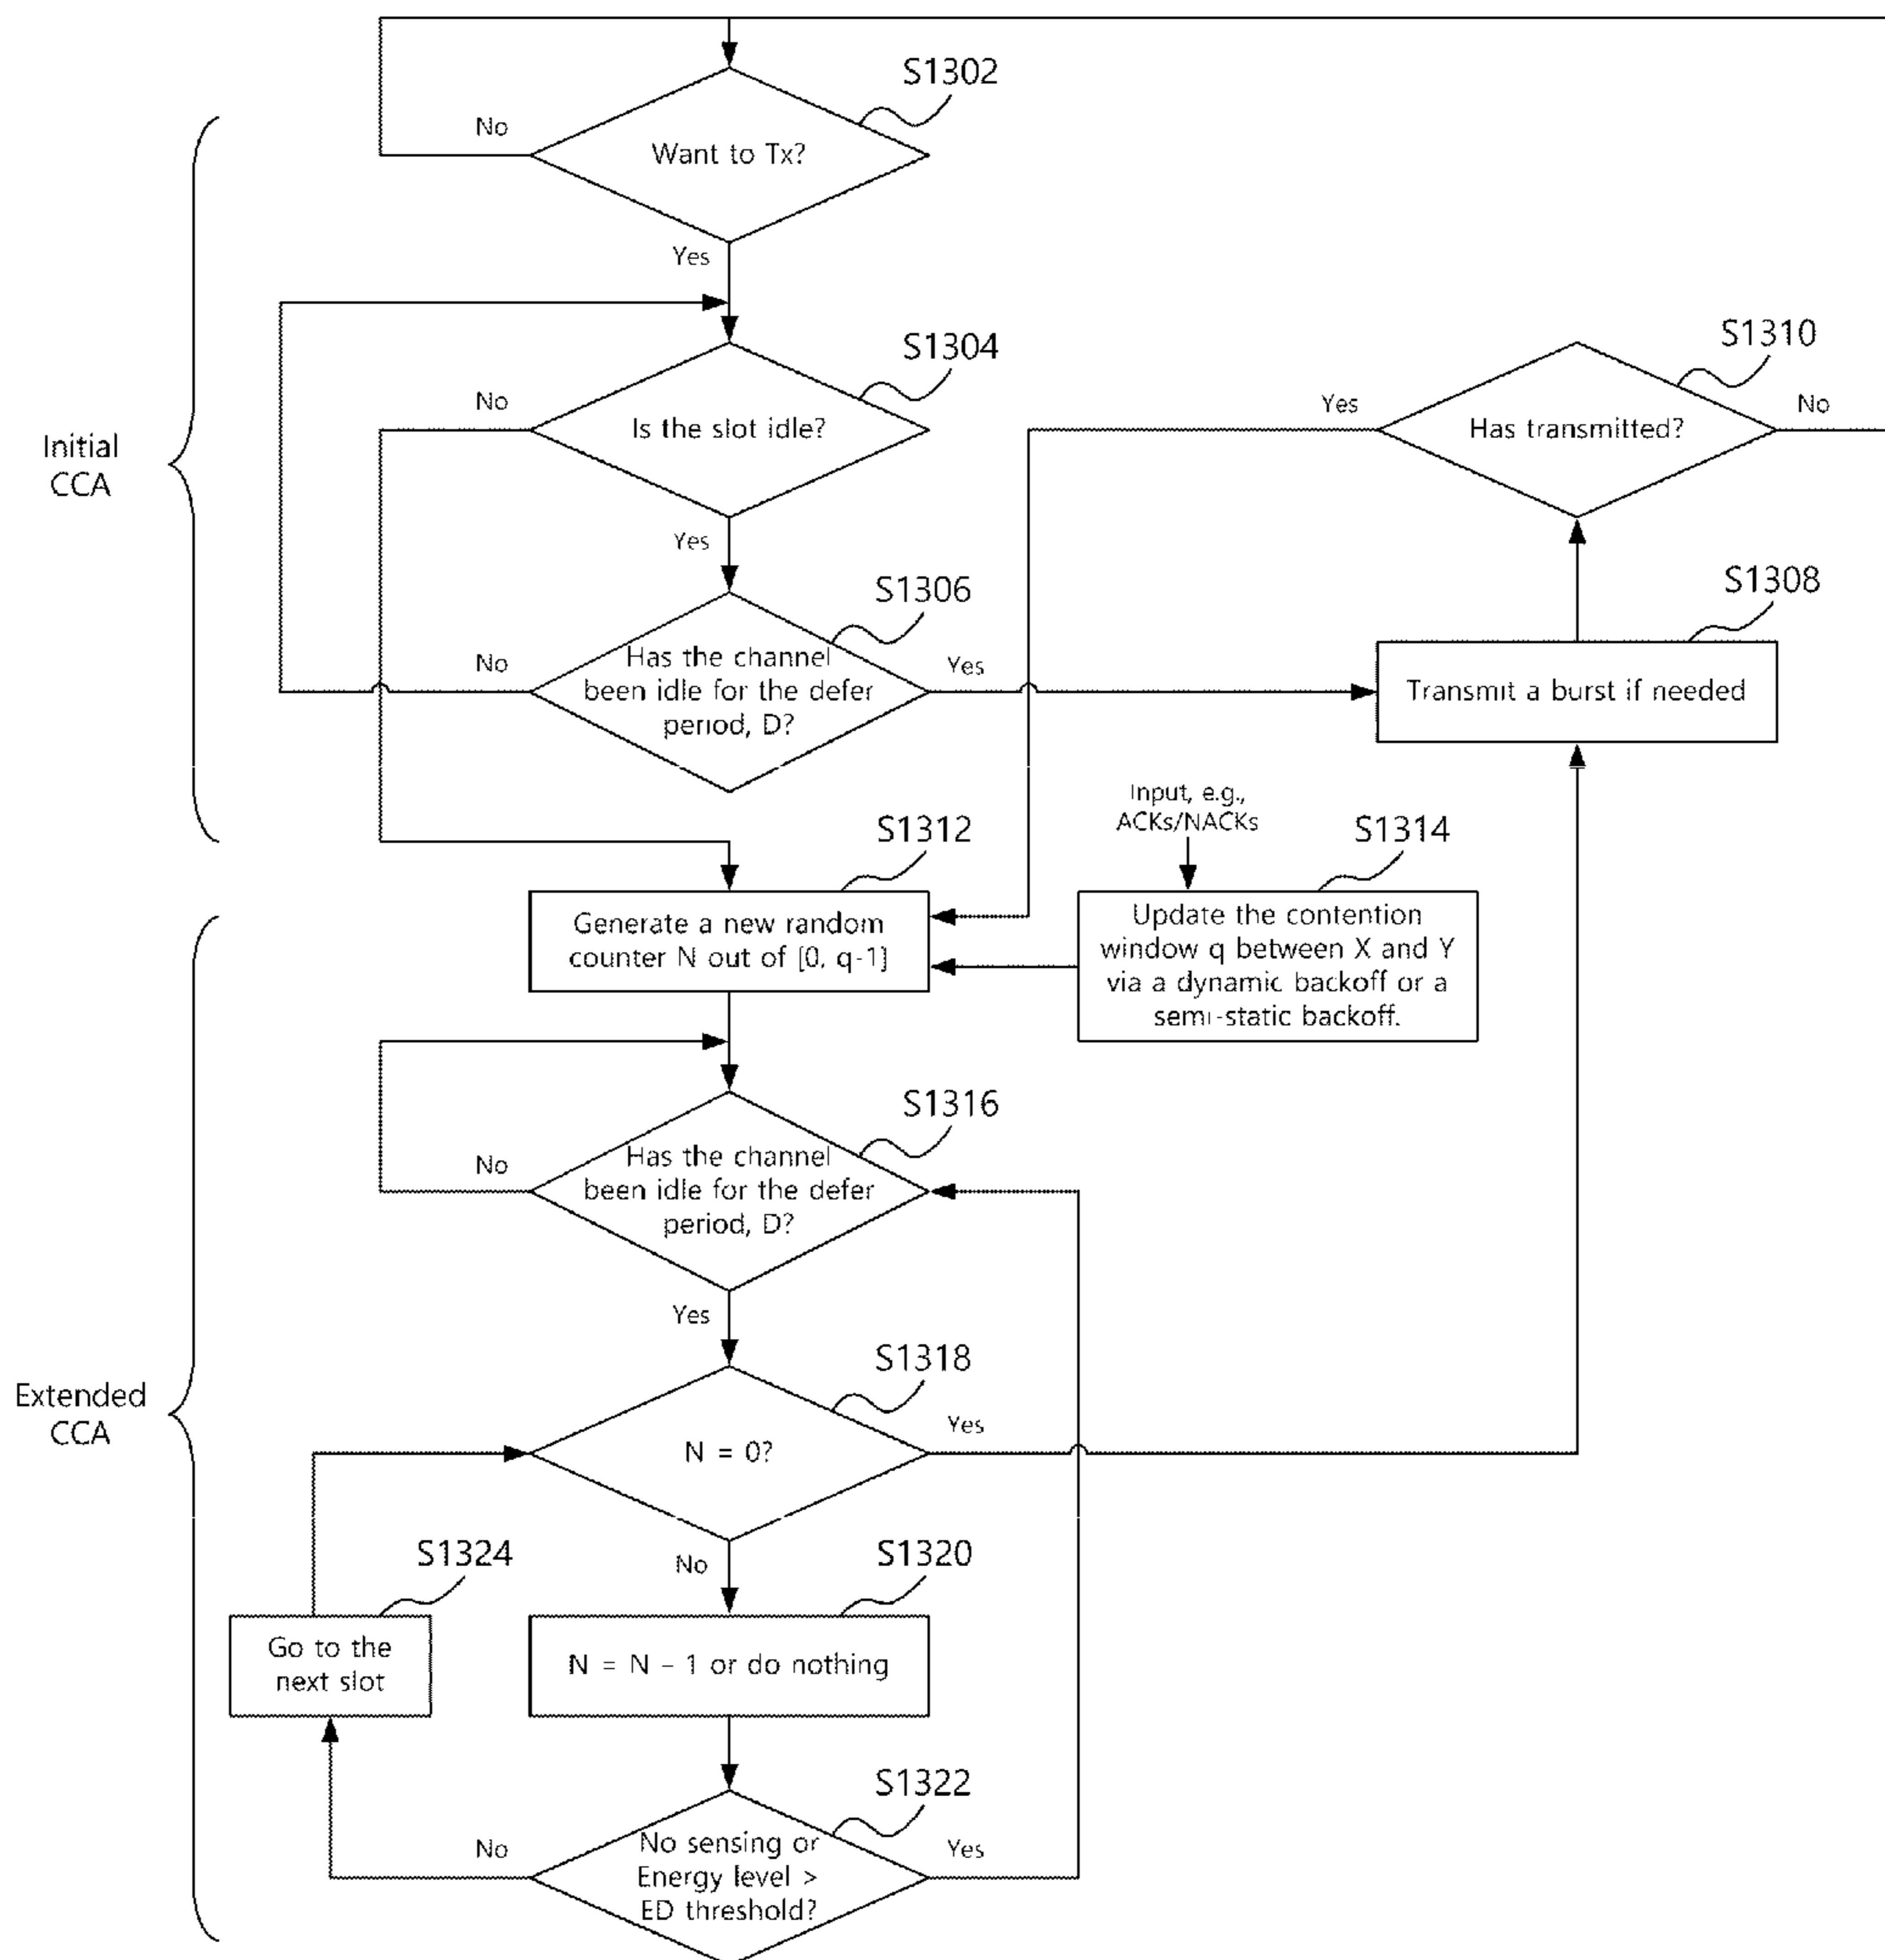 S1302
No
Want to Tx?
Yes
S1304
No
Is the slot idle?
Yes
S1310
Yes
Has transmitted?
No
Initial
CCA
S1306
No
Has the channel
been idle for the defer
period, D?
Yes
S1308
Transmit a burst if needed
Input, e.g.,
ACKs/NACKs
S1312
Generate a new random
counter N out of [0, q-1]
S1314
Update the contention
window q between X and Y
via a dynamic backoff or a
semi-static backoff.
S1316
No
Has the channel
been idle for the defer
period, D?
Yes
Extended
CCA
S1318
N = 0?
Yes
No
S1324
Go to the
next slot
S1320
N = N - 1 or do nothing
S1322
No
No sensing or
Energy level >
ED threshold?
Yes